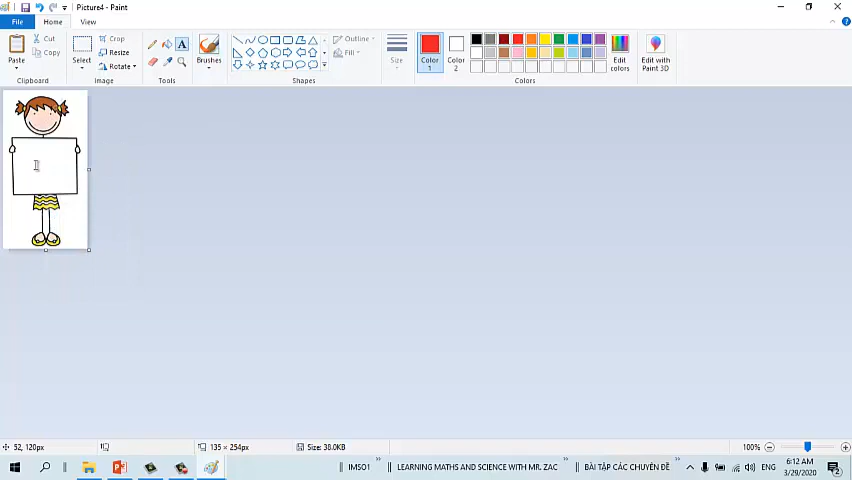 Picture4 - Paint
File
Home
View
Paste
Cut
Copy
Clipboard
Select
Crop
Resize
Rotate
Image
A
Tools
Brushes
Shapes
Outline
Fill
Size
Color
1
Color
2
Colors
Edit
colors
Edit with
Paint 3D
52, 120px
135 × 254px
Size: 38.0KB
100%
IMSO1
LEARNING MATHS AND SCIENCE WITH MR. ZAC
BÀI TẬP CÁC CHUYÊN ĐỀ
ENG
6:12 AM
3/29/2020
2